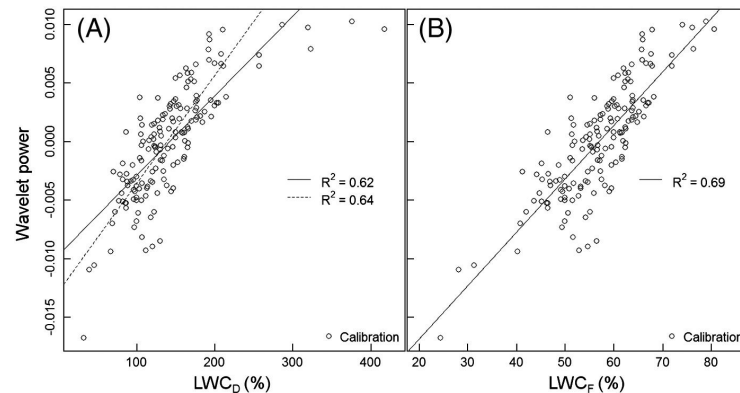 (A)
(B)
Wavelet power
0.010
0.005
0.000
-0.005
-0.010
-0.015
R² = 0.62
R² = 0.64
Calibration
100 200 300 400
LWC_D (%)
R² = 0.69
Calibration
20 30 40 50 60 70 80
LWC_F (%)